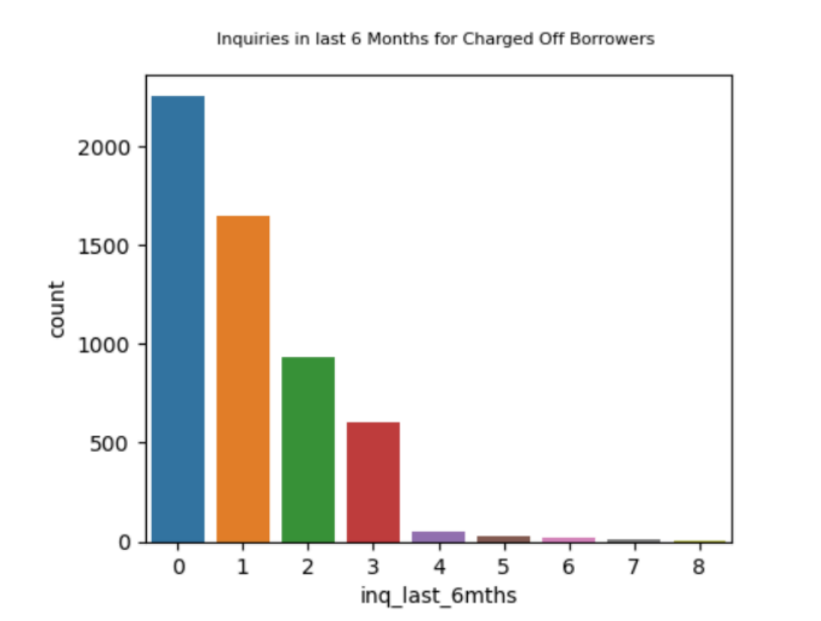 Inquiries in last 6 Months for Charged Off Borrowers
2000
1500
1000
500
0
count
0 1 2 3 4 5 6 7 8
inq_last_6mths